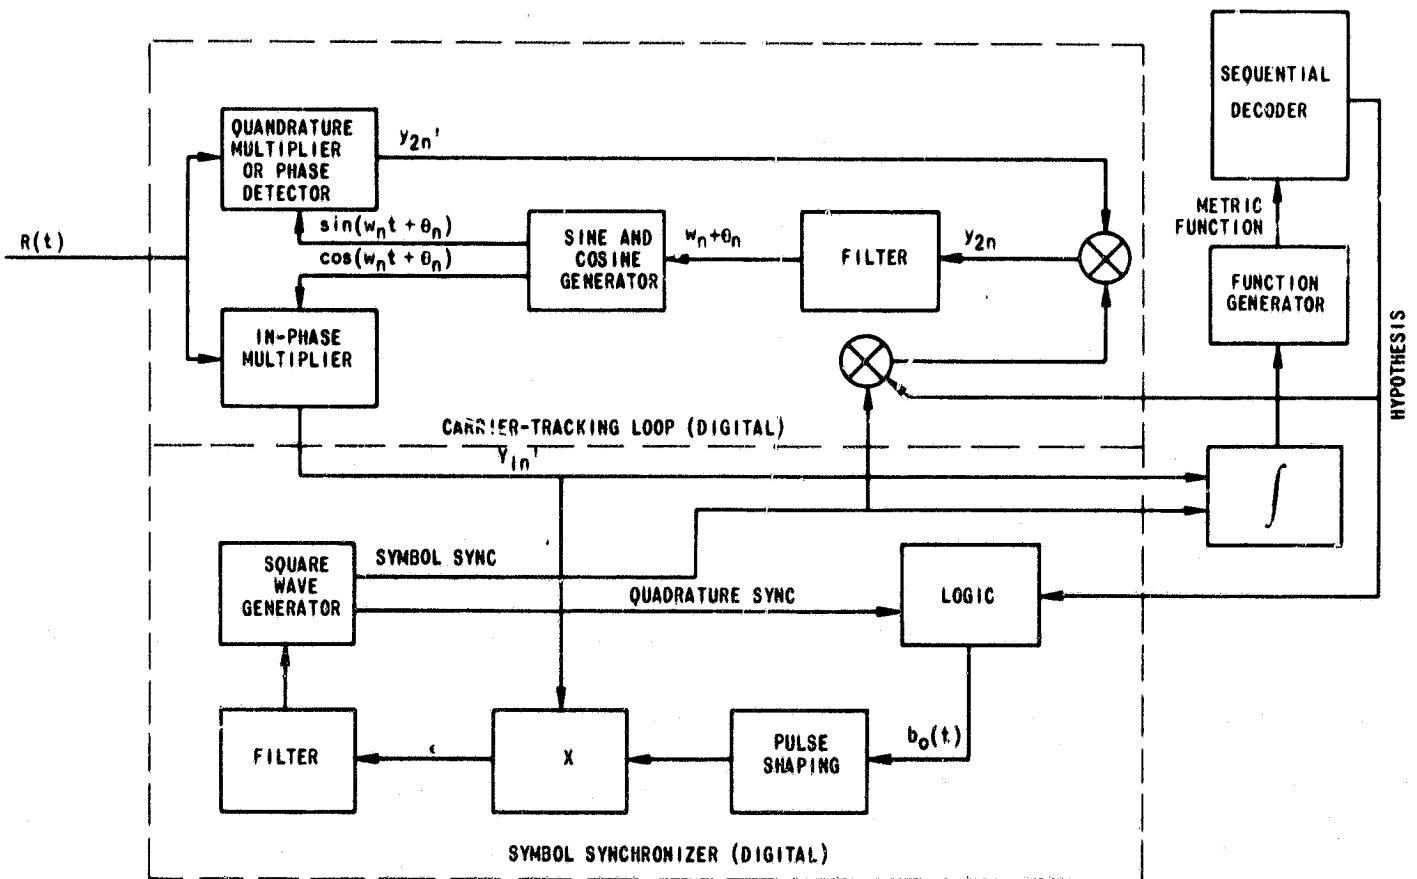 SEQUENTIAL
DECODER
QUANDRATURE
MULTIPLIER
OR PHASE
DETECTOR
y2n'
METRIC
FUNCTION
R(t)
sin(wnt + θn)
cos(wnt + θn)
SINE AND
COSINE
GENERATOR
wn+θn
FILTER
y2n
FUNCTION
GENERATOR
IN-PHASE
MULTIPLIER
HYPOTHESIS
CARRIER-TRACKING LOOP (DIGITAL)
Y1n'
∫
SQUARE
WAVE
GENERATOR
SYMBOL SYNC
QUADRATURE SYNC
LOGIC
FILTER
ϵ
X
PULSE
SHAPING
bo(t)
SYMBOL SYNCHRONIZER (DIGITAL)